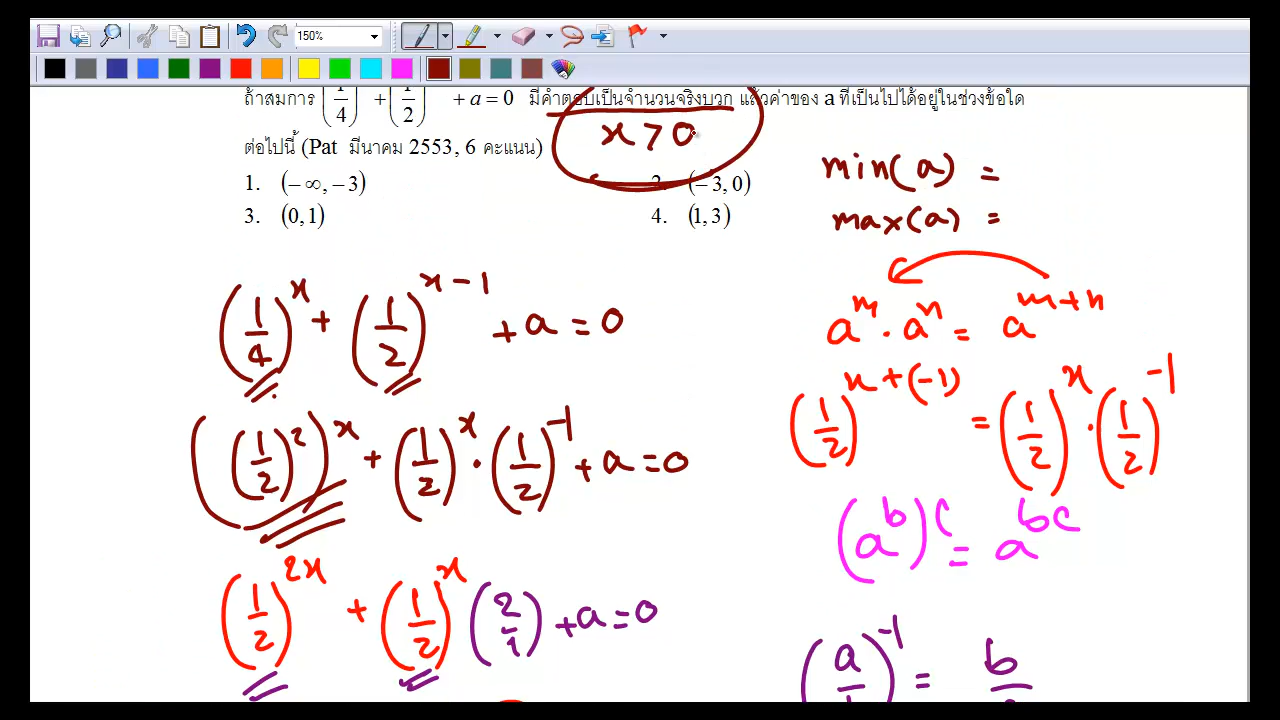 150%
ถ้าสมการ (1/4) + (1/2) + a = 0 มีคำตอบเป็นจำนวนจริงบวก แล้วค่าของ a ที่เป็นไปได้อยู่ในช่วงข้อใด
x > 0
ต่อไปนี้ (Pat มีนาคม 2553, 6 คะแนน)
1. (−∞, −3) 2. (−3, 0)
3. (0, 1) 4. (1, 3)
min(a) =
max(a) =
(1/4)^x + (1/2)^(x−1) + a = 0
a^m · a^n = a^(m+n)
(1/2)^(x+(−1)) = (1/2)^x · (1/2)^(−1)
((1/2)^2)^x + (1/2)^x · (1/2)^(−1) + a = 0
(a^b)^c = a^(bc)
(1/2)^(2x) + (1/2)^x (2/1) + a = 0
(a/)^(−1) = b/